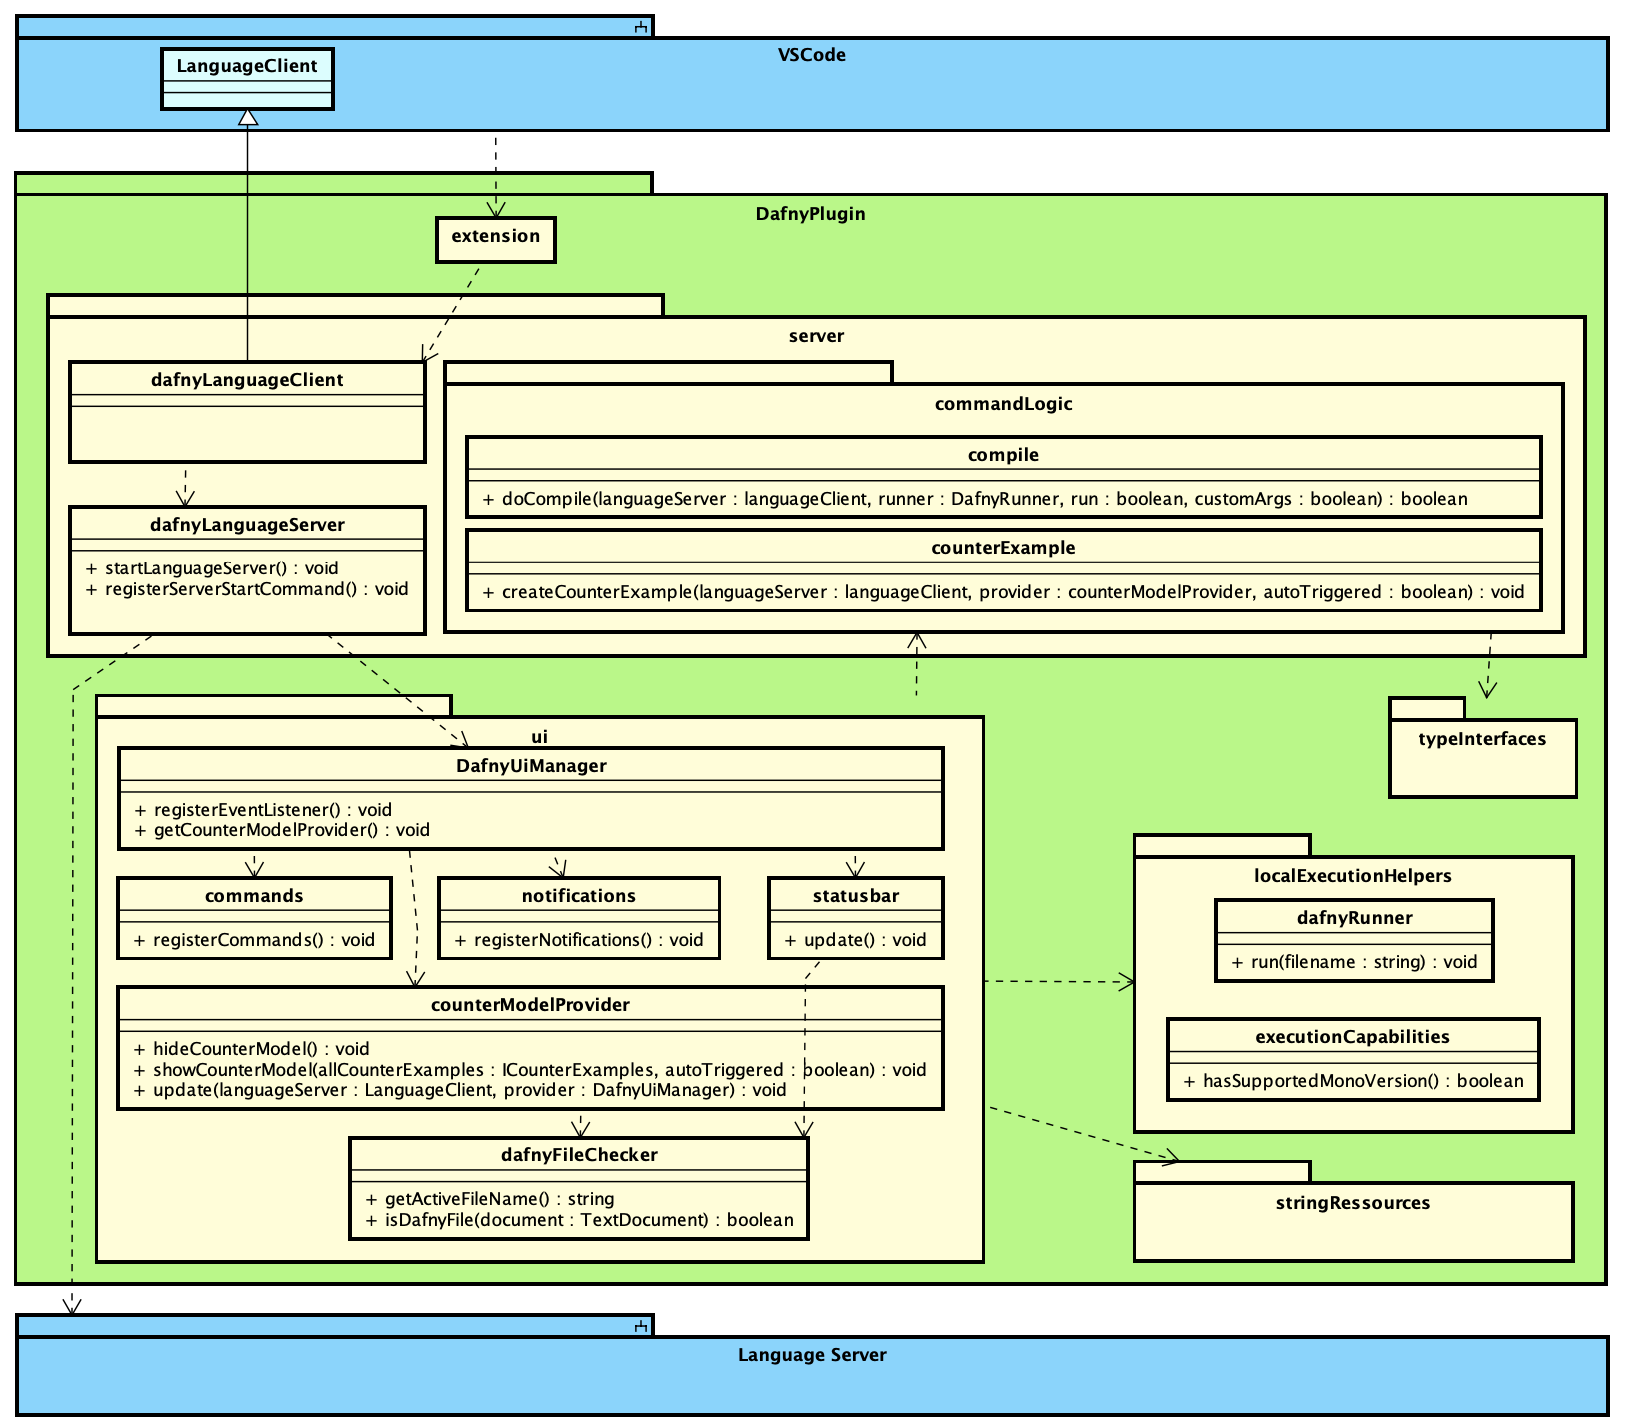 VSCode
LanguageClient
DafnyPlugin
extension
server
dafnyLanguageClient
commandLogic
compile
+ doCompile(languageServer : languageClient, runner : DafnyRunner, run : boolean, customArgs : boolean) : boolean
dafnyLanguageServer
+ startLanguageServer() : void
+ registerServerStartCommand() : void
counterExample
+ createCounterExample(languageServer : languageClient, provider : counterModelProvider, autoTriggered : boolean) : void
ui
DafnyUiManager
+ registerEventListener() : void
+ getCounterModelProvider() : void
typeInterfaces
commands
+ registerCommands() : void
notifications
+ registerNotifications() : void
statusbar
+ update() : void
localExecutionHelpers
dafnyRunner
+ run(filename : string) : void
counterModelProvider
+ hideCounterModel() : void
+ showCounterModel(allCounterExamples : ICounterExamples, autoTriggered : boolean) : void
+ update(languageServer : LanguageClient, provider : DafnyUiManager) : void
executionCapabilities
+ hasSupportedMonoVersion() : boolean
dafnyFileChecker
+ getActiveFileName() : string
+ isDafnyFile(document : TextDocument) : boolean
stringRessources
Language Server